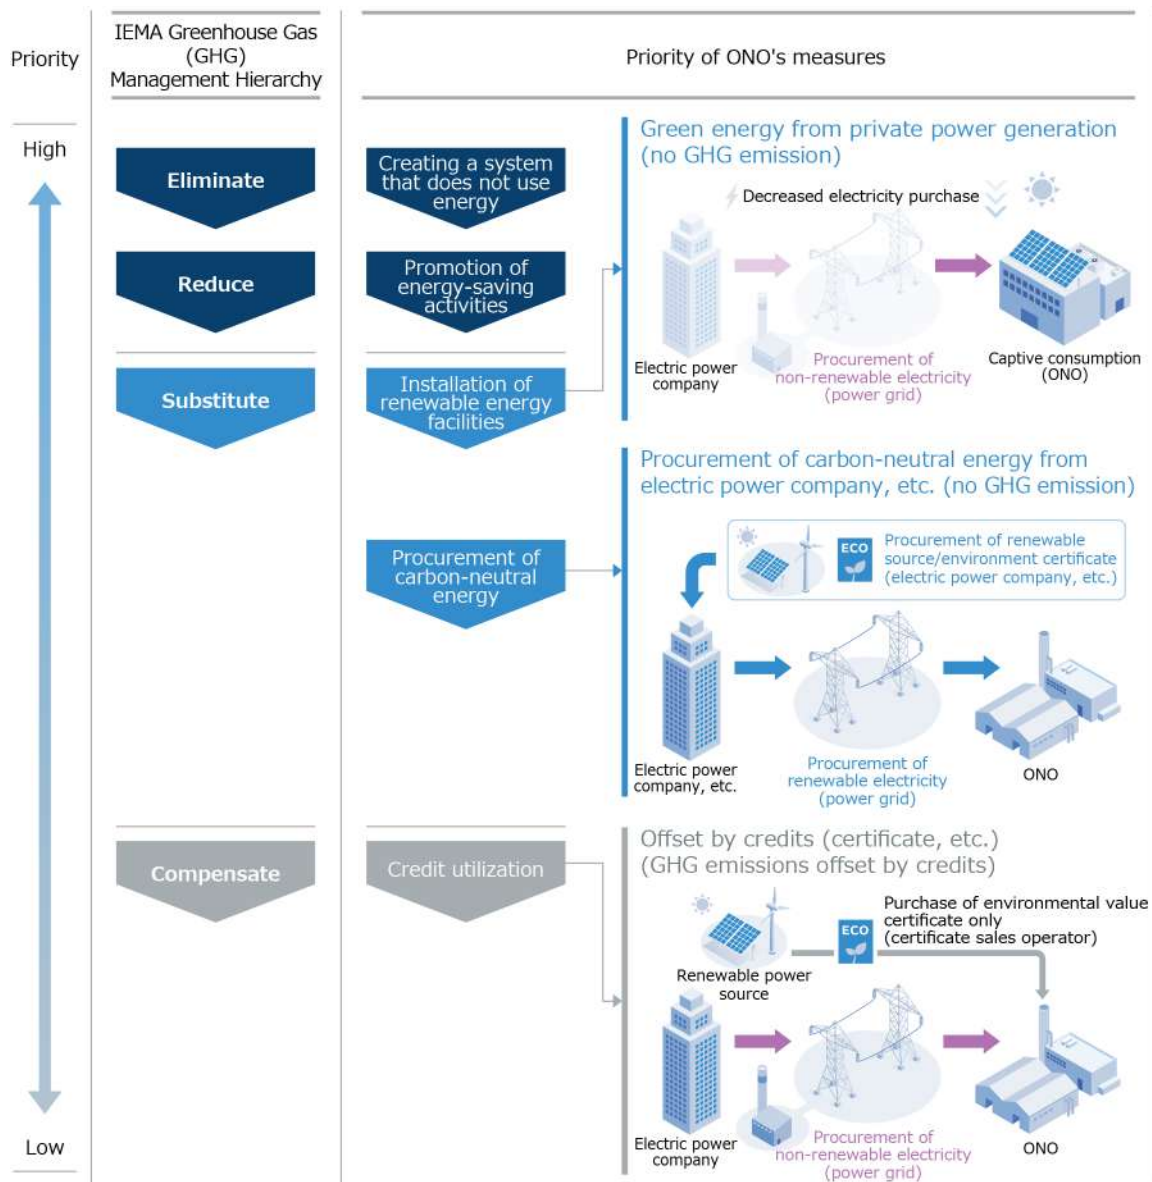 Priority
IEMA Greenhouse Gas
(GHG)
Management Hierarchy
Priority of ONO's measures
High
Eliminate
Creating a system
that does not use
energy
Reduce
Promotion of
energy-saving
activities
Substitute
Installation of
renewable energy
facilities
Green energy from private power generation
(no GHG emission)
Decreased electricity purchase
Electric power
company
Procurement of
non-renewable electricity
(power grid)
Captive consumption
(ONO)
Procurement of
carbon-neutral
energy
Procurement of carbon-neutral energy from
electric power company, etc. (no GHG emission)
ECO
Procurement of renewable
source/environment certificate
(electric power company, etc.)
Electric power
company, etc.
Procurement of
renewable electricity
(power grid)
ONO
Compensate
Credit utilization
Offset by credits (certificate, etc.)
(GHG emissions offset by credits)
Renewable power
source
ECO
Purchase of environmental value
certificate only
(certificate sales operator)
Electric power
company
Procurement of
non-renewable electricity
(power grid)
ONO
Low